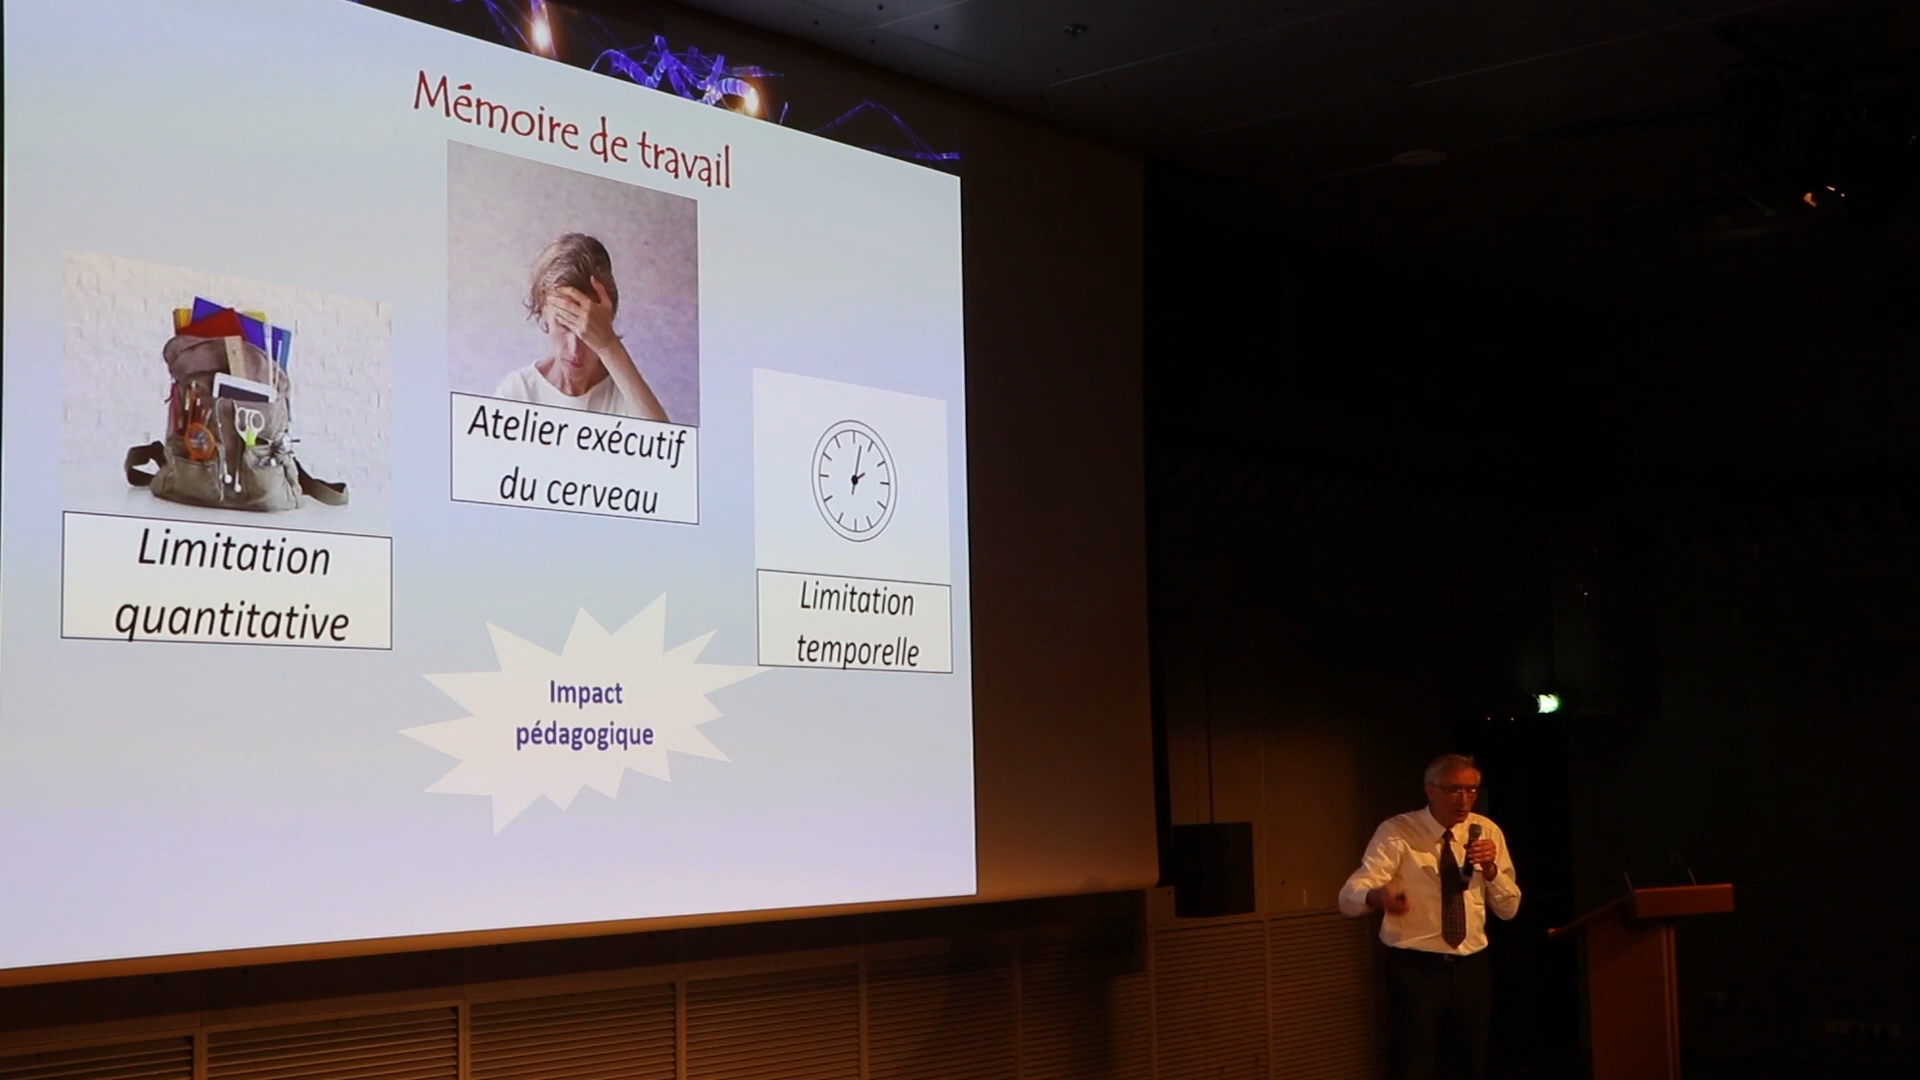 Mémoire de travail
Atelier exécutif
du cerveau
Limitation
quantitative
Limitation
temporelle
Impact
pédagogique